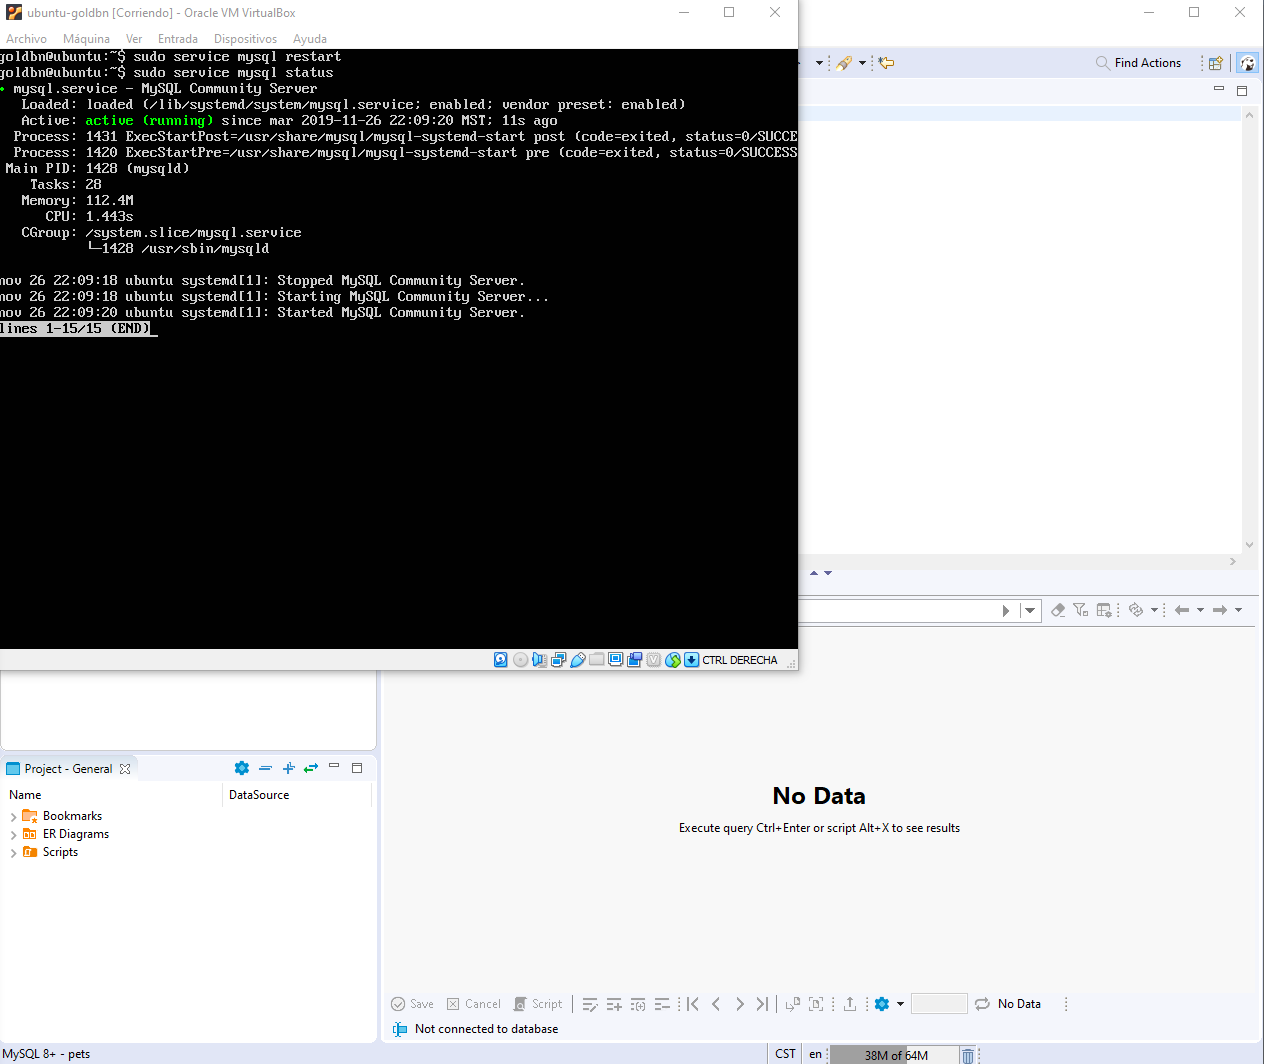 ubuntu-goldbn [Corriendo] - Oracle VM VirtualBox
Archivo Máquina Ver Entrada Dispositivos Ayuda
goldbn@ubuntu:~$ sudo service mysql restart
goldbn@ubuntu:~$ sudo service mysql status
● mysql.service - MySQL Community Server
Loaded: loaded (/lib/systemd/system/mysql.service; enabled; vendor preset: enabled)
Active: active (running) since mar 2019-11-26 22:09:20 MST; 11s ago
Process: 1431 ExecStartPost=/usr/share/mysql/mysql-systemd-start post (code=exited, status=0/SUCCE
Process: 1420 ExecStartPre=/usr/share/mysql/mysql-systemd-start pre (code=exited, status=0/SUCCESS
Main PID: 1428 (mysqld)
Tasks: 28
Memory: 112.4M
CPU: 1.443s
CGroup: /system.slice/mysql.service
└─1428 /usr/sbin/mysqld
nov 26 22:09:18 ubuntu systemd[1]: Stopped MySQL Community Server.
nov 26 22:09:18 ubuntu systemd[1]: Starting MySQL Community Server...
nov 26 22:09:20 ubuntu systemd[1]: Started MySQL Community Server.
lines 1-15/15 (END)
CTRL DERECHA
Find Actions
Project - General
Name DataSource
Bookmarks
ER Diagrams
Scripts
No Data
Execute query Ctrl+Enter or script Alt+X to see results
Save Cancel Script No Data
Not connected to database
MySQL 8+ - pets CST en 38M of 64M